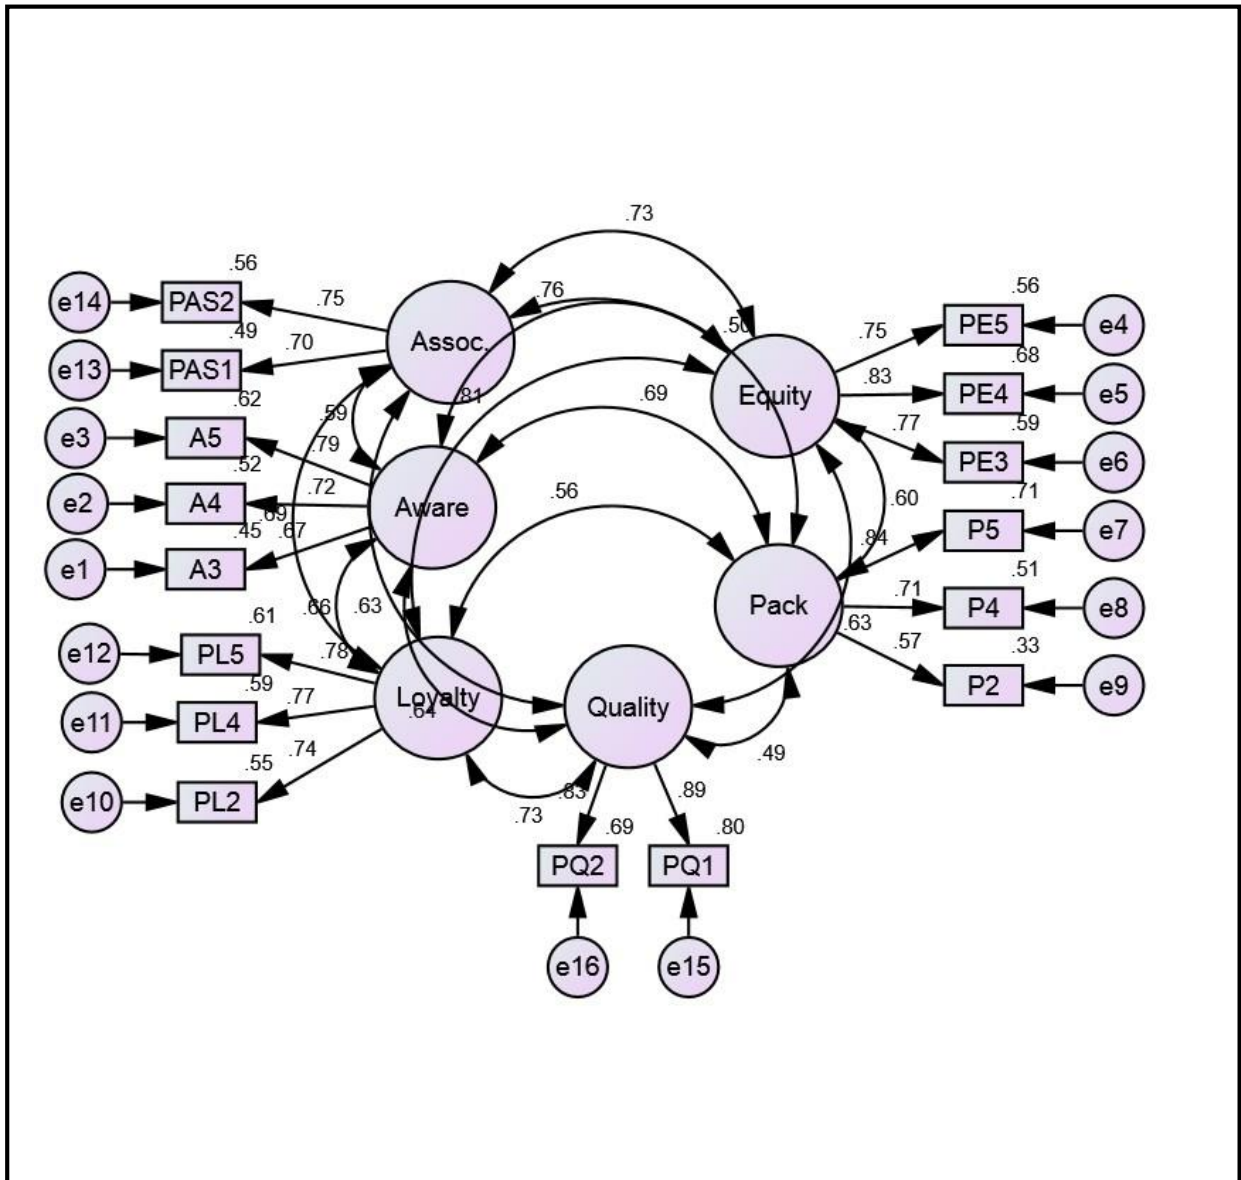 .73
.56
e14
PAS2
.75
.76
.50
.56
PE5
e4
.75
.49
e13
PAS1
.70
Assoc.
.68
PE4
e5
.83
Equity
.62
e3
A5
.59
.79
.81
.69
.77
.59
PE3
e6
.52
e2
A4
.72
Aware
.56
.60
.71
P5
e7
.84
.69
.45
.67
e1
A3
.51
.71
P4
e8
Pack
.66
.63
.61
e12
PL5
.78
.63
.57
.33
P2
e9
.59
e11
PL4
.77
Loyalty
.64
Quality
.55
.74
e10
PL2
.49
.73
.83
.89
.69
.80
PQ2
PQ1
e16
e15